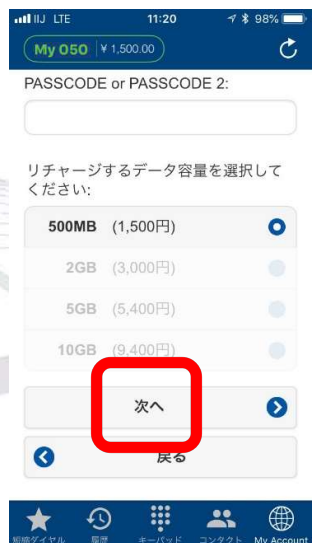 IIJ LTE 11:20 98%
My 050 ¥ 1,500.00
PASSCODE or PASSCODE 2:
リチャージするデータ容量を選択して
ください:
500MB (1,500円)
2GB (3,000円)
5GB (5,400円)
10GB (9,400円)
次へ
戻る
短縮ダイヤル 履歴 キーパッド コンタクト My Account